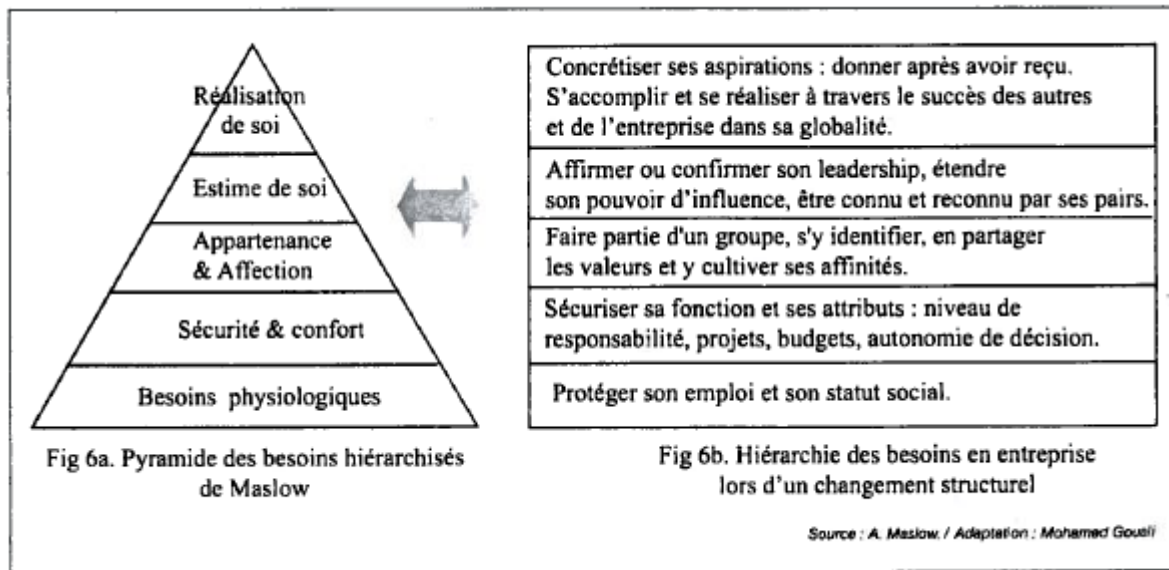 Réalisation
de soi
Estime de soi
Appartenance
& Affection
Sécurité & confort
Besoins physiologiques
Fig 6a. Pyramide des besoins hiérarchisés
de Maslow
Concrétiser ses aspirations : donner après avoir reçu.
S'accomplir et se réaliser à travers le succès des autres
et de l'entreprise dans sa globalité.
Affirmer ou confirmer son leadership, étendre
son pouvoir d'influence, être connu et reconnu par ses pairs.
Faire partie d'un groupe, s'y identifier, en partager
les valeurs et y cultiver ses affinités.
Sécuriser sa fonction et ses attributs : niveau de
responsabilité, projets, budgets, autonomie de décision.
Protéger son emploi et son statut social.
Fig 6b. Hiérarchie des besoins en entreprise
lors d'un changement structurel
Source : A. Maslow. / Adaptation : Mohamed